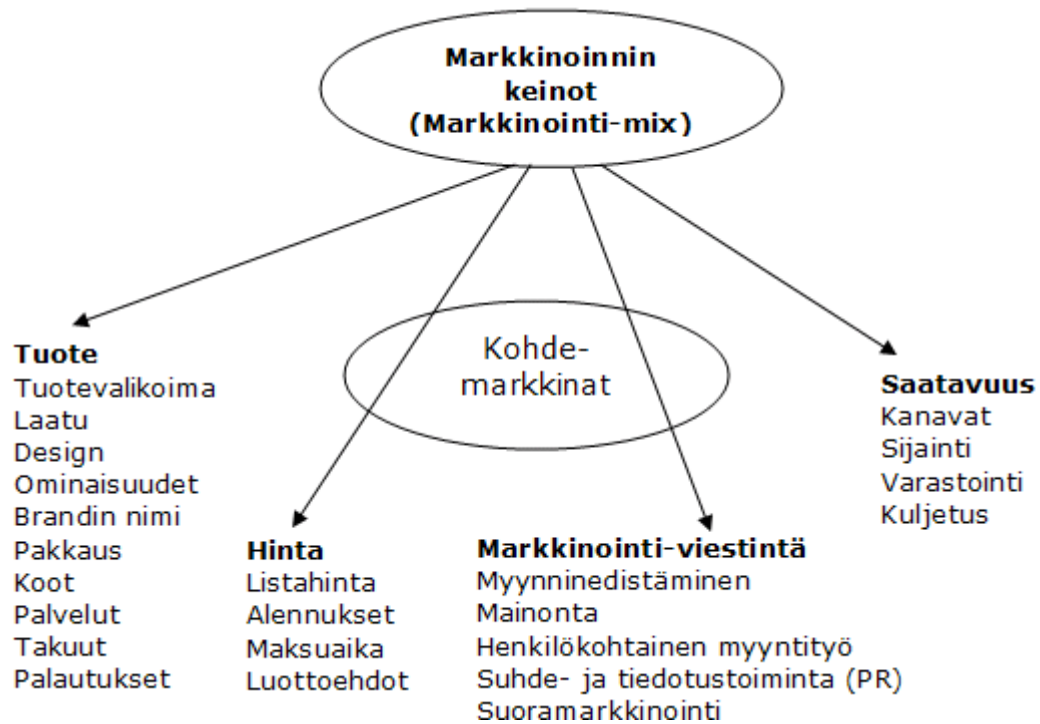 Markkinoinnin
keinot
(Markkinointi-mix)
Kohde-
markkinat
Tuote
Tuotevalikoima
Laatu
Design
Ominaisuudet
Brandin nimi
Pakkaus
Koot
Palvelut
Takuut
Palautukset
Hinta
Listahinta
Alennukset
Maksuaika
Luottoehdot
Markkinointi-viestintä
Myynninedistäminen
Mainonta
Henkilökohtainen myyntityö
Suhde- ja tiedotustoiminta (PR)
Suoramarkkinointi
Saatavuus
Kanavat
Sijainti
Varastointi
Kuljetus